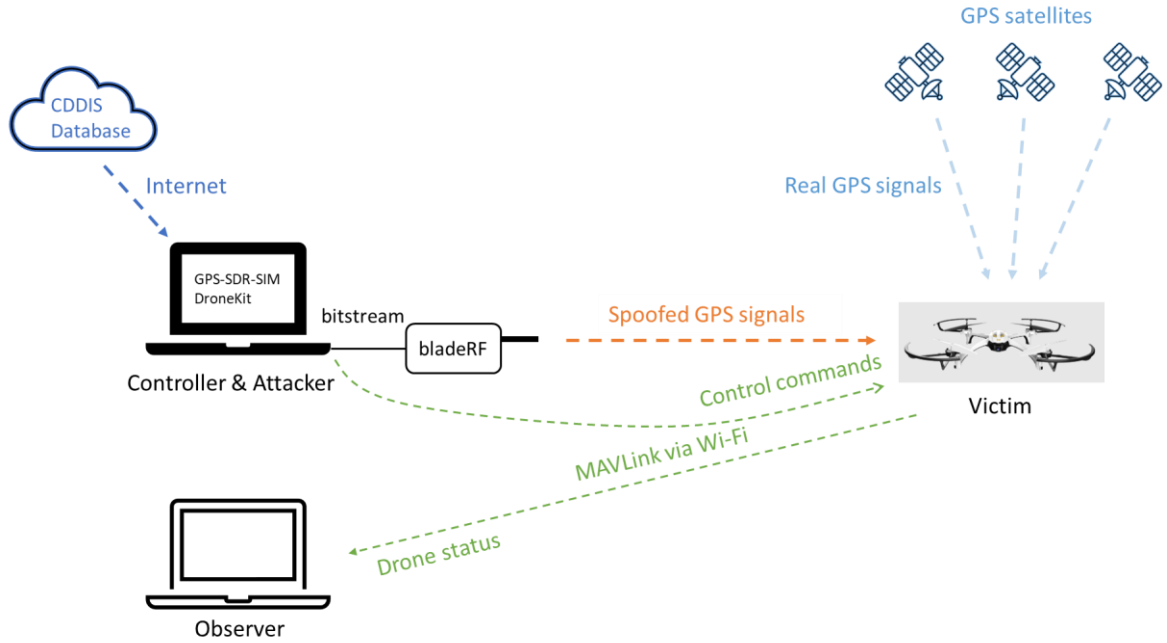 GPS satellites
CDDIS
Database
Internet
Real GPS signals
GPS-SDR-SIM
DroneKit
bitstream
bladeRF
Spoofed GPS signals
Controller & Attacker
Control commands
Victim
MAVLink via Wi-Fi
Drone status
Observer